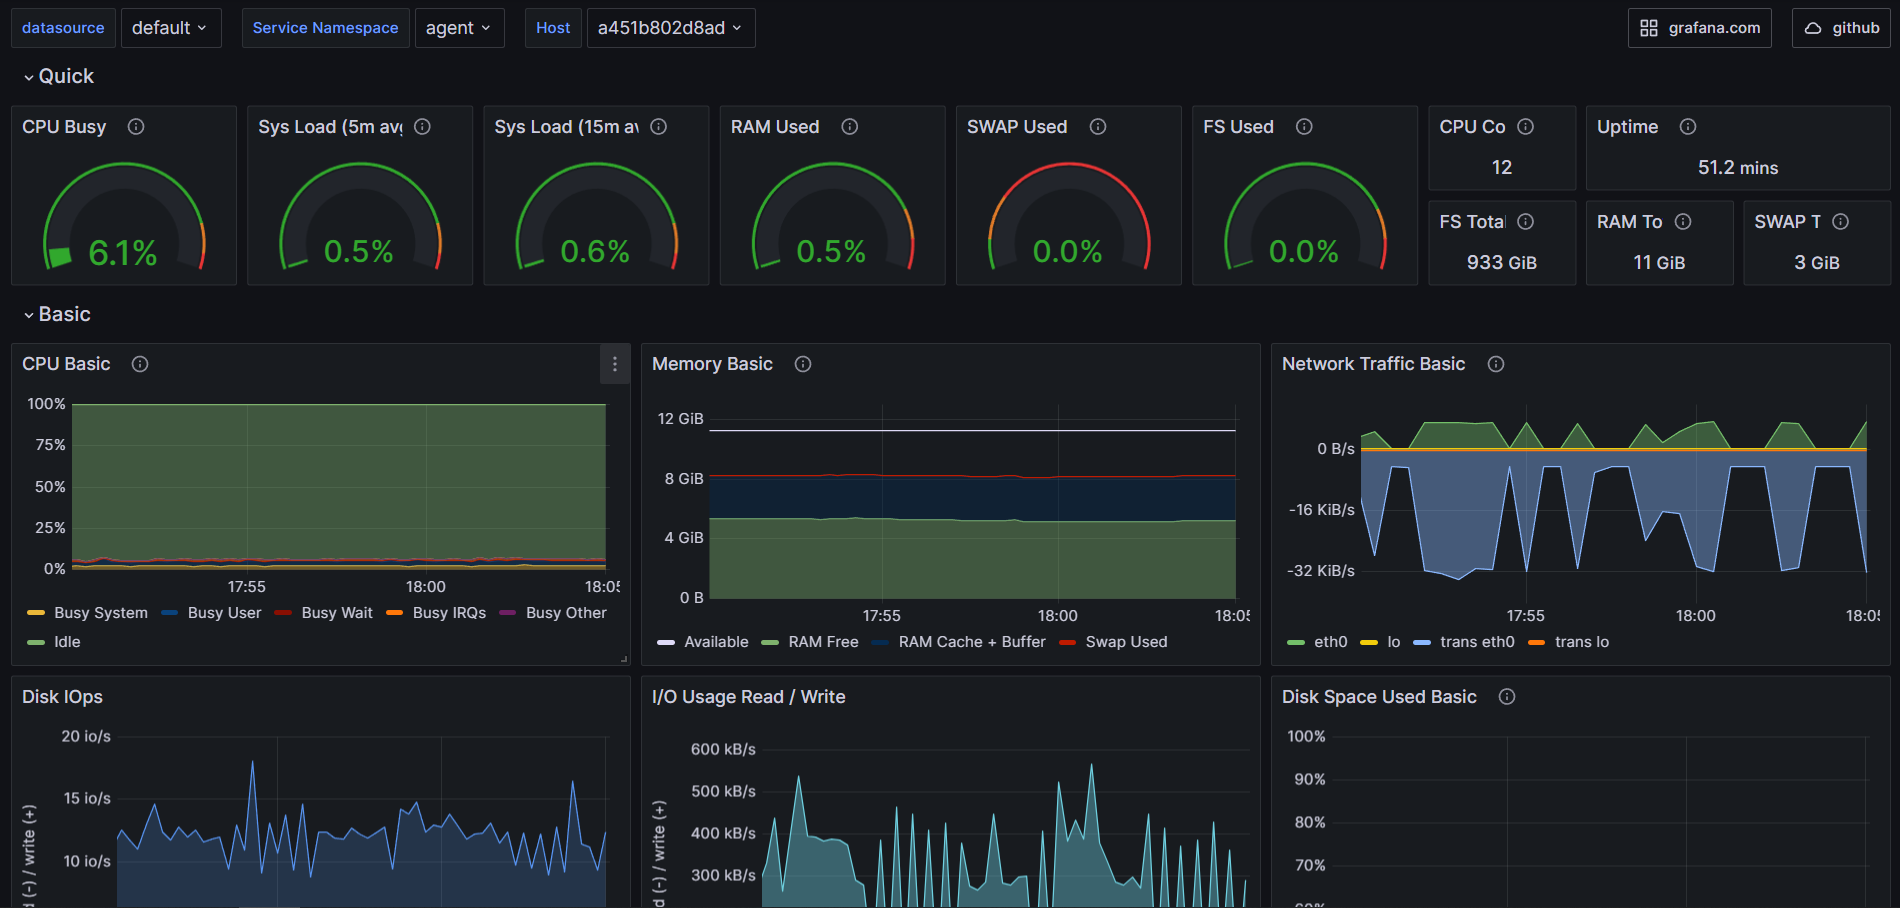 datasource default Service Namespace agent Host a451b802d8ad grafana.com github
Quick
CPU Busy
6.1%
Sys Load (5m avg
0.5%
Sys Load (15m av
0.6%
RAM Used
0.5%
SWAP Used
0.0%
FS Used
0.0%
CPU Co
12
Uptime
51.2 mins
FS Total
933 GiB
RAM To
11 GiB
SWAP T
3 GiB
Basic
CPU Basic
100%
75%
50%
25%
0%
17:55 18:00 18:05
Busy System Busy User Busy Wait Busy IRQs Busy Other
Idle
Memory Basic
12 GiB
8 GiB
4 GiB
0 B
17:55 18:00 18:05
Available RAM Free RAM Cache + Buffer Swap Used
Network Traffic Basic
0 B/s
-16 KiB/s
-32 KiB/s
17:55 18:00 18:05
eth0 lo trans eth0 trans lo
Disk IOps
20 io/s
15 io/s
10 io/s
(-) / write (+)
I/O Usage Read / Write
600 kB/s
500 kB/s
400 kB/s
300 kB/s
d (-) / write (+)
Disk Space Used Basic
100%
90%
80%
70%